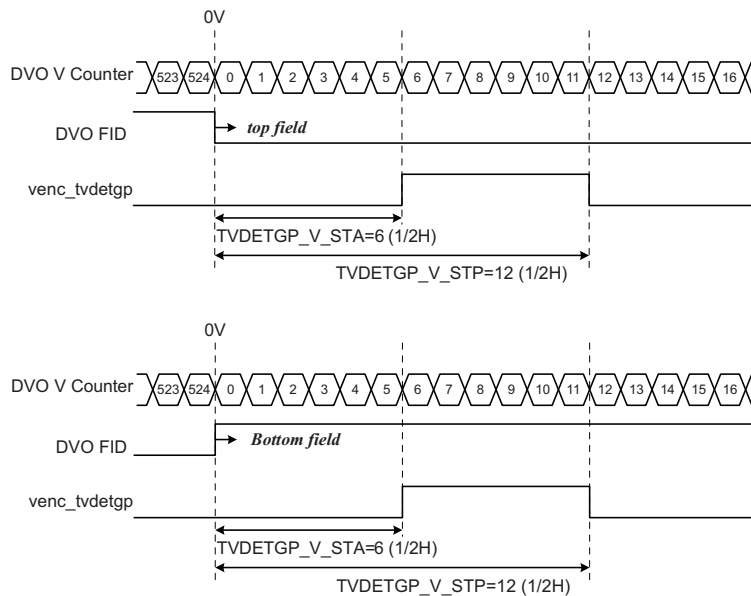 0V
DVO V Counter 523 524 0 1 2 3 4 5 6 7 8 9 10 11 12 13 14 15 16
DVO FID top field
venc_tvdetgp
TVDETGP_V_STA=6 (1/2H)
TVDETGP_V_STP=12 (1/2H)
0V
DVO V Counter 523 524 0 1 2 3 4 5 6 7 8 9 10 11 12 13 14 15 16
DVO FID Bottom field
venc_tvdetgp
TVDETGP_V_STA=6 (1/2H)
TVDETGP_V_STP=12 (1/2H)